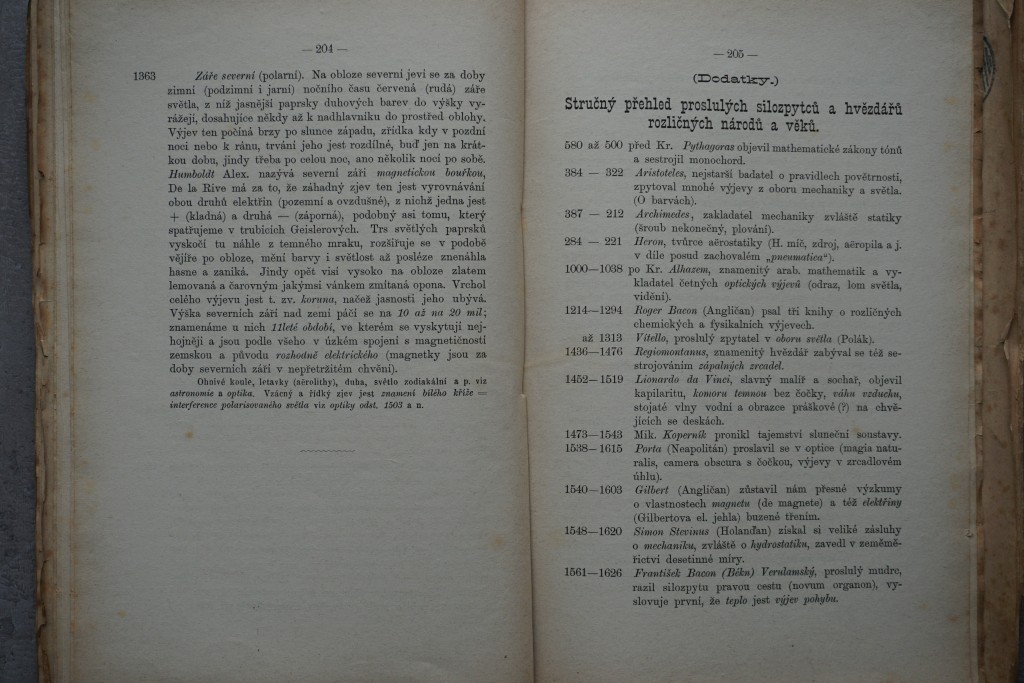 — 204 —
1363 Záře severní (polarní). Na obloze severní jeví se za doby
zimní (podzimní i jarní) nočního času červená (rudá) záře
světla, z níž jasnější paprsky duhových barev do výšky vy-
rážejí, dosahujíce někdy až k nadhlavníku do prostřed oblohy.
Výjev ten počíná brzy po slunce západu, zřídka kdy v pozdní
noci nebo k ránu, trvání jeho jest rozdílné, buď jen na krát-
kou dobu, jindy třeba po celou noc, ano několik nocí po sobě.
Humboldt Alex. nazývá severní záři magnetickou bouřkou,
De la Rive má za to, že záhadný zjev ten jest vyrovnávání
obou druhů elektřin (pozemní a ovzdušné), z nichž jedna jest
+ (kladná) a druhá — (záporná), podobný asi tomu, který
spatřujeme v trubicích Geislerových. Trs světlých paprsků
vyskočí tu náhle z temného mraku, rozšiřuje se v podobě
vějíře po obloze, mění barvy i světlost až posléze znenáhla
hasne a zaniká. Jindy opět visí vysoko na obloze zlatem
lemovaná a čarovným jakýmsi vánkem zmítaná opona. Vrchol
celého výjevu jest t. zv. koruna, načež jasnosti jeho ubývá.
Výška severních září nad zemí páčí se na 10 až na 20 mil;
znamenáme u nich 11leté období, ve kterém se vyskytují nej-
hojněji a jsou podle všeho v úzkém spojení s magnetičností
zemskou a původu rozhodně elektrického (magnetky jsou za
doby severních záři v nepřetržitém chvění).
Ohnivé koule, letavky (aërolithy), duha, světlo zodiakální a p. viz
astronomie a optika. Vzácný a řídký zjev jest znamení bílého kříže =
interference polarisovaného světla viz optiky odst. 1503 a n.
— 205 —
(Dodatky.)
Stručný přehled proslulých silozpytců a hvězdářů
rozličných národů a věků.
580 až 500 před Kr. Pythagoras objevil mathematické zákony tónů
a sestrojil monochord.
384 — 322 Aristoteles, nejstarší badatel o pravidlech povětrnosti,
zpytoval mnohé výjevy z oboru mechaniky a světla.
(O barvách).
387 — 212 Archimedes, zakladatel mechaniky zvláště statiky
(šroub nekonečný, plování).
284 — 221 Heron, tvůrce aërostatiky (H. míč, zdroj, aëropila a j.
v díle posud zachovalém „pneumatica“).
1000—1038 po Kr. Alhazem, znamenitý arab. mathematik a vy-
kladatel četných optických výjevů (odraz, lom světla,
vidění).
1214—1294 Roger Bacon (Angličan) psal tři knihy o rozličných
chemických a fysikalních výjevech.
až 1313 Vitello, proslulý zpytatel v oboru světla (Polák).
1436—1476 Regiomontanus, znamenitý hvězdář zabýval se též se-
strojováním zápalných zrcadel.
1452—1519 Lionardo da Vinci, slavný malíř a sochař, objevil
kapilaritu, komoru temnou bez čočky, váhu vzduchu,
stojaté vlny vodní a obrazce práškové (?) na chvě-
jících se deskách.
1473—1543 Mik. Koperník pronikl tajemství sluneční soustavy.
1538—1615 Porta (Neapolitán) proslavil se v optice (magia natu-
ralis, camera obscura s čočkou, výjevy v zrcadlovém
úhlu).
1540—1603 Gilbert (Angličan) zůstavil nám přesné výzkumy
o vlastnostech magnetu (de magnete) a též elektřiny
(Gilbertova el. jehla) buzené třením.
1548—1620 Simon Stevinus (Holanďan) získal si veliké zásluhy
o mechaniku, zvláště o hydrostatiku, zavedl v zeměmě-
řictví desetinné míry.
1561—1626 František Bacon (Békn) Verulamský, proslulý mudrc,
razil silozpytu pravou cestu (novum organon), vy-
slovuje první, že teplo jest výjev pohybu.